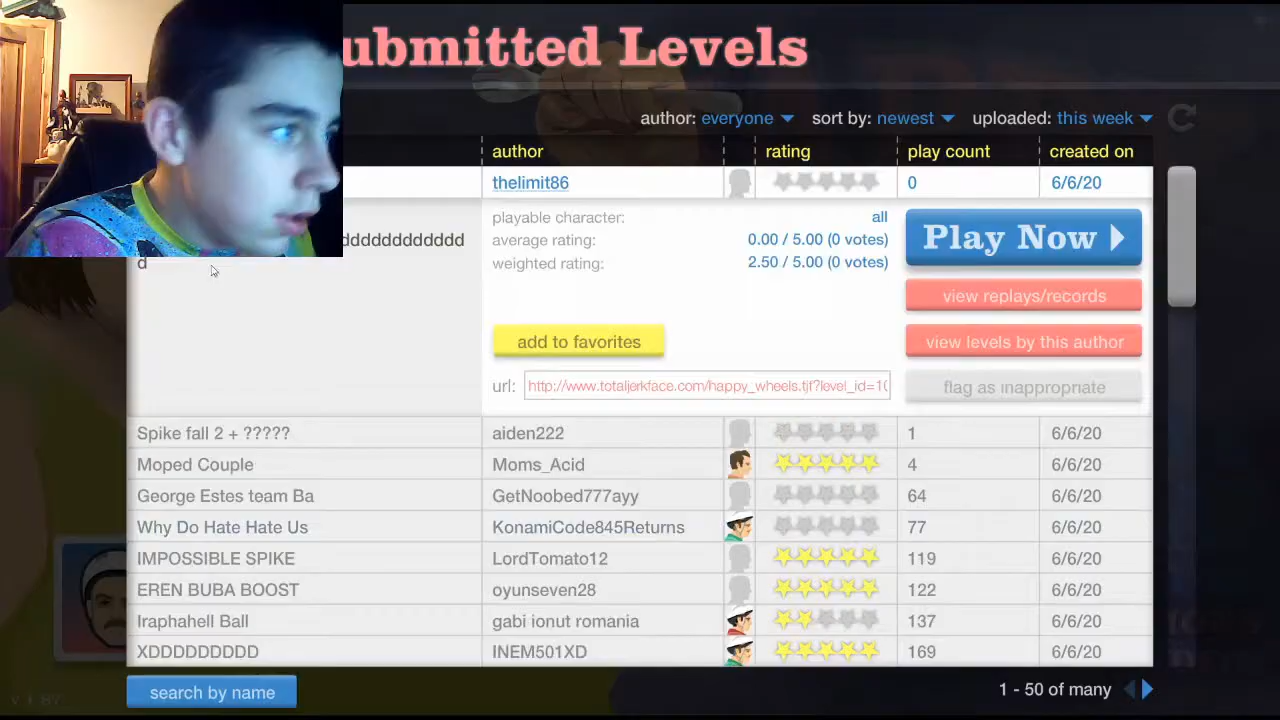 ubmitted Levels
author: everyone sort by: newest uploaded: this week
author rating play count created on
thelimit86 0 6/6/20
dddddddddddd
d
playable character: all
average rating: 0.00 / 5.00 (0 votes)
weighted rating: 2.50 / 5.00 (0 votes)
Play Now
view replays/records
add to favorites
view levels by this author
url: http://www.totaljerkface.com/happy_wheels.tjf?level_id=10
flag as inappropriate
Spike fall 2 + ????? aiden222 1 6/6/20
Moped Couple Moms_Acid 4 6/6/20
George Estes team Ba GetNoobed777ayy 64 6/6/20
Why Do Hate Hate Us KonamiCode845Returns 77 6/6/20
IMPOSSIBLE SPIKE LordTomato12 119 6/6/20
EREN BUBA BOOST oyunseven28 122 6/6/20
Iraphahell Ball gabi ionut romania 137 6/6/20
XDDDDDDDDD INEM501XD 169 6/6/20
search by name
1 - 50 of many
v 1.87